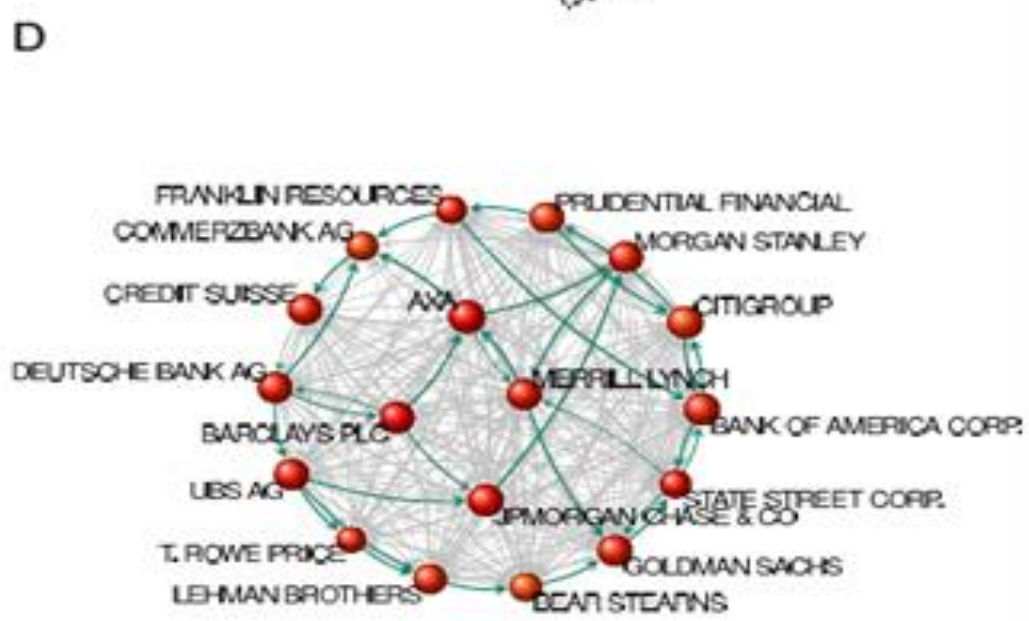 D
FRANKLIN RESOURCES
PRUDENTIAL FINANCIAL
COMMERZBANK AG
MORGAN STANLEY
CREDIT SUISSE
AXA
CITIGROUP
DEUTSCHE BANK AG
MERRILL LYNCH
BARCLAYS PLC
BANK OF AMERICA CORP.
UBS AG
STATE STREET CORP.
JPMORGAN CHASE & CO
T. ROWE PRICE
GOLDMAN SACHS
LEHMAN BROTHERS
BEAR STEARNS